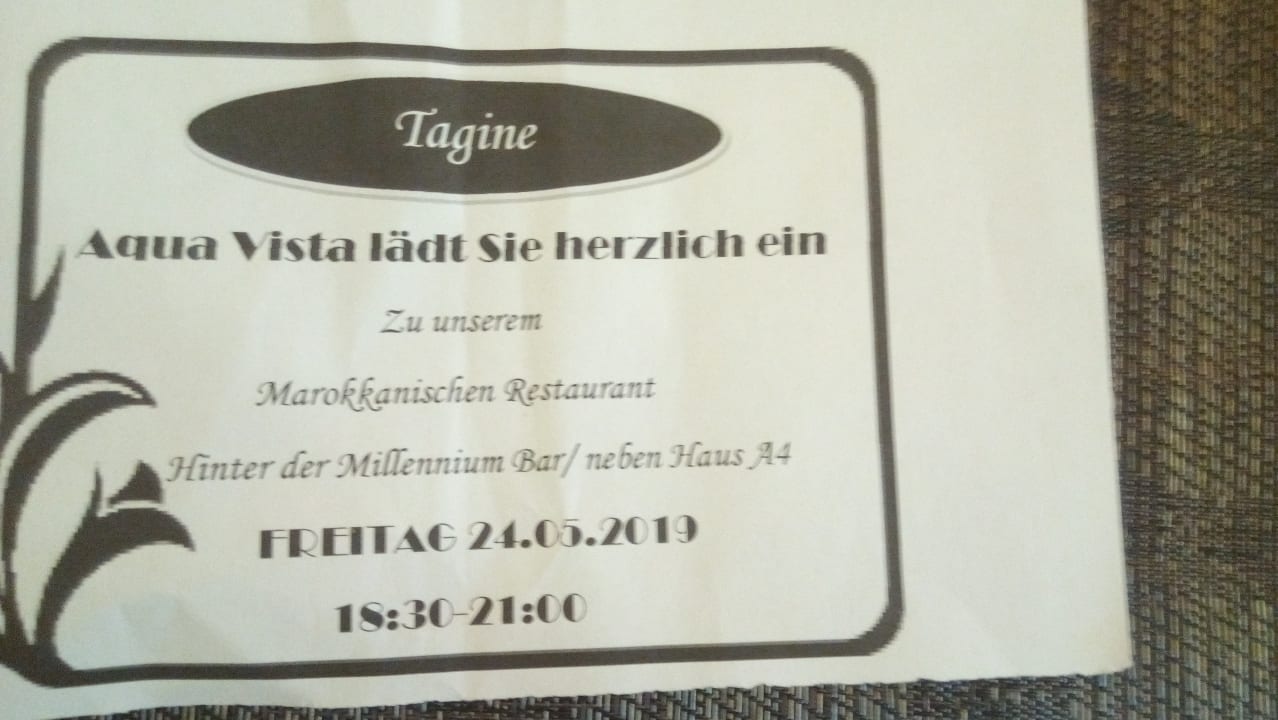 Tagine
Aqua Vista lädt Sie herzlich ein
Zu unserem
Marokkanischen Restaurant
Hinter der Millennium Bar/ neben Haus A4
FREITAG 24.05.2019
18:30-21:00